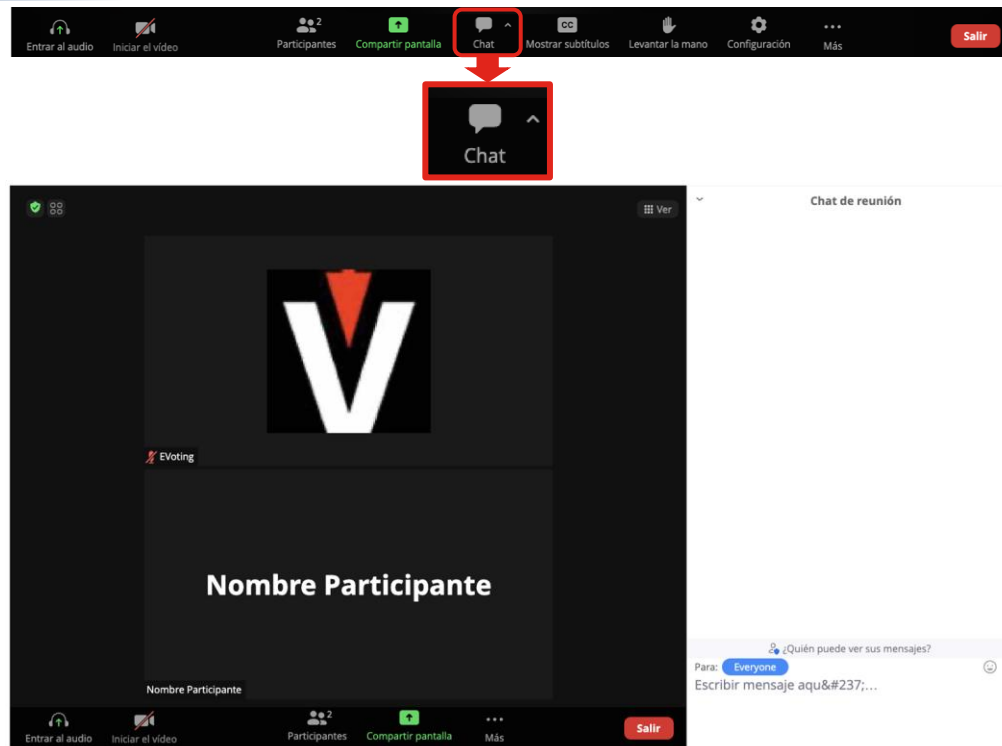 Entrar al audio Iniciar el vídeo Participantes 2 Compartir pantalla Chat CC Mostrar subtítulos Levantar la mano Configuración Más Salir
Chat
Ver
Chat de reunión
V
EVoting
Nombre Participante
Nombre Participante
¿Quién puede ver sus mensajes?
Para: Everyone
Escribir mensaje aqu&#237;...
Entrar al audio Iniciar el vídeo Participantes 2 Compartir pantalla Más Salir